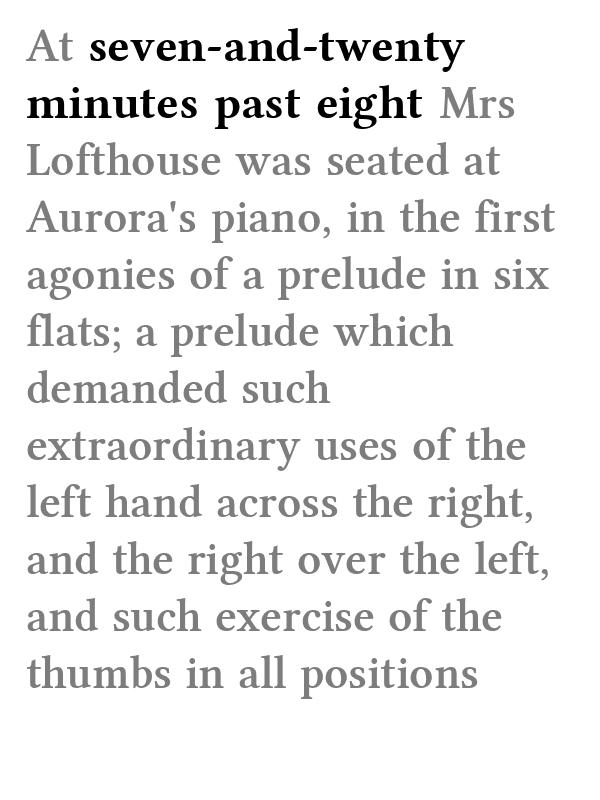 At seven-and-twenty
minutes past eight Mrs
Lofthouse was seated at
Aurora's piano, in the first
agonies of a prelude in six
flats; a prelude which
demanded such
extraordinary uses of the
left hand across the right,
and the right over the left,
and such exercise of the
thumbs in all positions